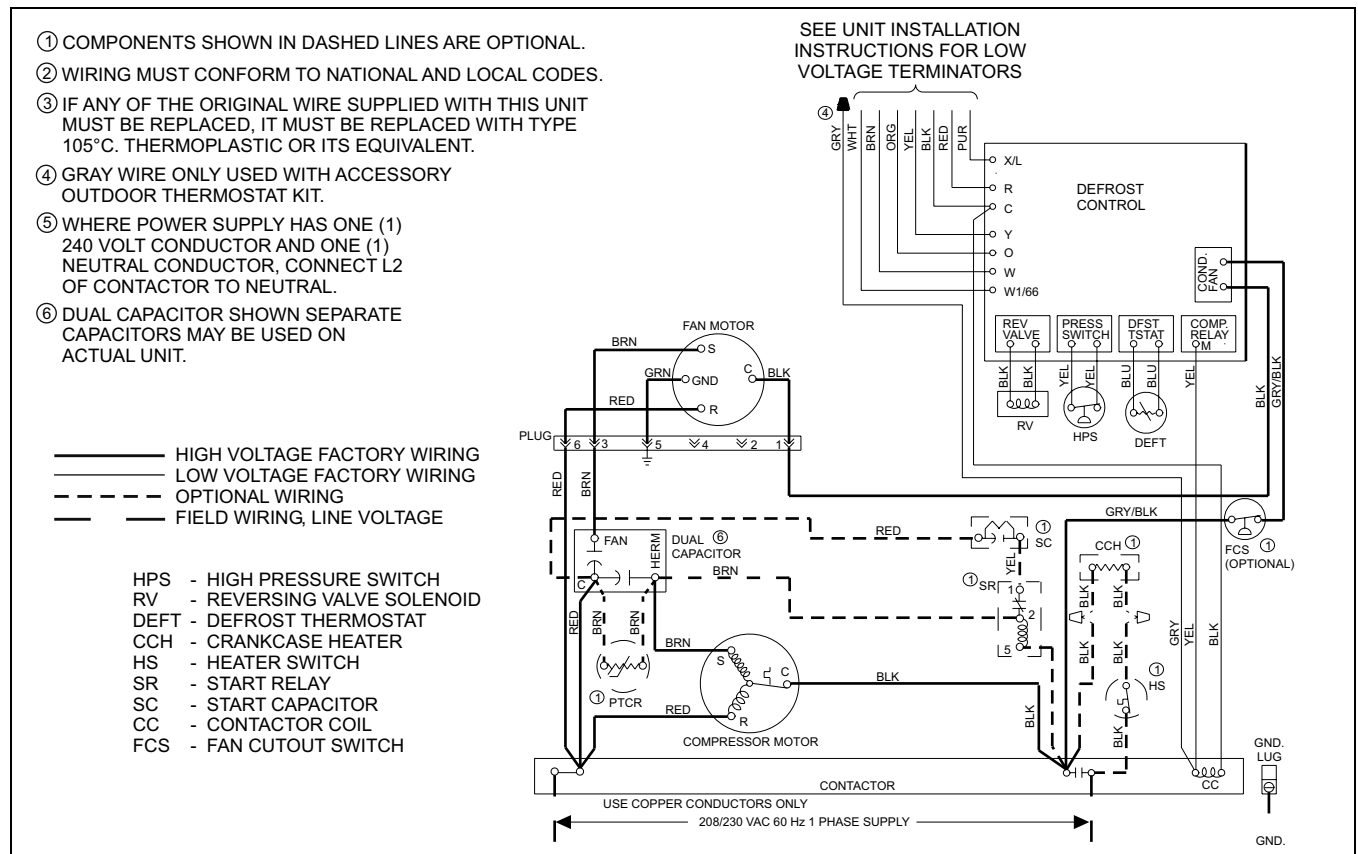 ① COMPONENTS SHOWN IN DASHED LINES ARE OPTIONAL.
② WIRING MUST CONFORM TO NATIONAL AND LOCAL CODES.
③ IF ANY OF THE ORIGINAL WIRE SUPPLIED WITH THIS UNIT
MUST BE REPLACED, IT MUST BE REPLACED WITH TYPE
105°C. THERMOPLASTIC OR ITS EQUIVALENT.
④ GRAY WIRE ONLY USED WITH ACCESSORY
OUTDOOR THERMOSTAT KIT.
⑤ WHERE POWER SUPPLY HAS ONE (1)
240 VOLT CONDUCTOR AND ONE (1)
NEUTRAL CONDUCTOR, CONNECT L2
OF CONTACTOR TO NEUTRAL.
⑥ DUAL CAPACITOR SHOWN SEPARATE
CAPACITORS MAY BE USED ON
ACTUAL UNIT.
HIGH VOLTAGE FACTORY WIRING
LOW VOLTAGE FACTORY WIRING
OPTIONAL WIRING
FIELD WIRING, LINE VOLTAGE
HPS - HIGH PRESSURE SWITCH
RV - REVERSING VALVE SOLENOID
DEFT - DEFROST THERMOSTAT
CCH - CRANKCASE HEATER
HS - HEATER SWITCH
SR - START RELAY
SC - START CAPACITOR
CC - CONTACTOR COIL
FCS - FAN CUTOUT SWITCH
SEE UNIT INSTALLATION
INSTRUCTIONS FOR LOW
VOLTAGE TERMINATORS
④
GRY
WHT
BRN
ORG
YEL
BLK
RED
PUR
X/L
R
C
Y
O
W
W1/66
DEFROST
CONTROL
COND.
FAN
REV
VALVE
PRESS
SWITCH
DFST
TSTAT
COMP.
RELAY
M
BLK
BLK
YEL
YEL
BLU
BLU
YEL
BLK
GRY/BLK
RV
HPS
DEFT
FAN MOTOR
BRN
S
GRN
GND
C
BLK
RED
R
PLUG
6
3
5
4
2
1
RED
BRN
FAN
HERM
C
DUAL ⑥
CAPACITOR
RED
BRN
① SC
YEL
① SR
1
2
5
GRY/BLK
FCS ①
(OPTIONAL)
CCH ①
BLK
BLK
BLK
BLK
① HS
BLK
GRY
YEL
BLK
RED
BRN
BRN
① PTCR
BRN
S
C
R
RED
BLK
BLK
COMPRESSOR MOTOR
CONTACTOR
CC
GND.
LUG
GND.
USE COPPER CONDUCTORS ONLY
208/230 VAC 60 Hz 1 PHASE SUPPLY